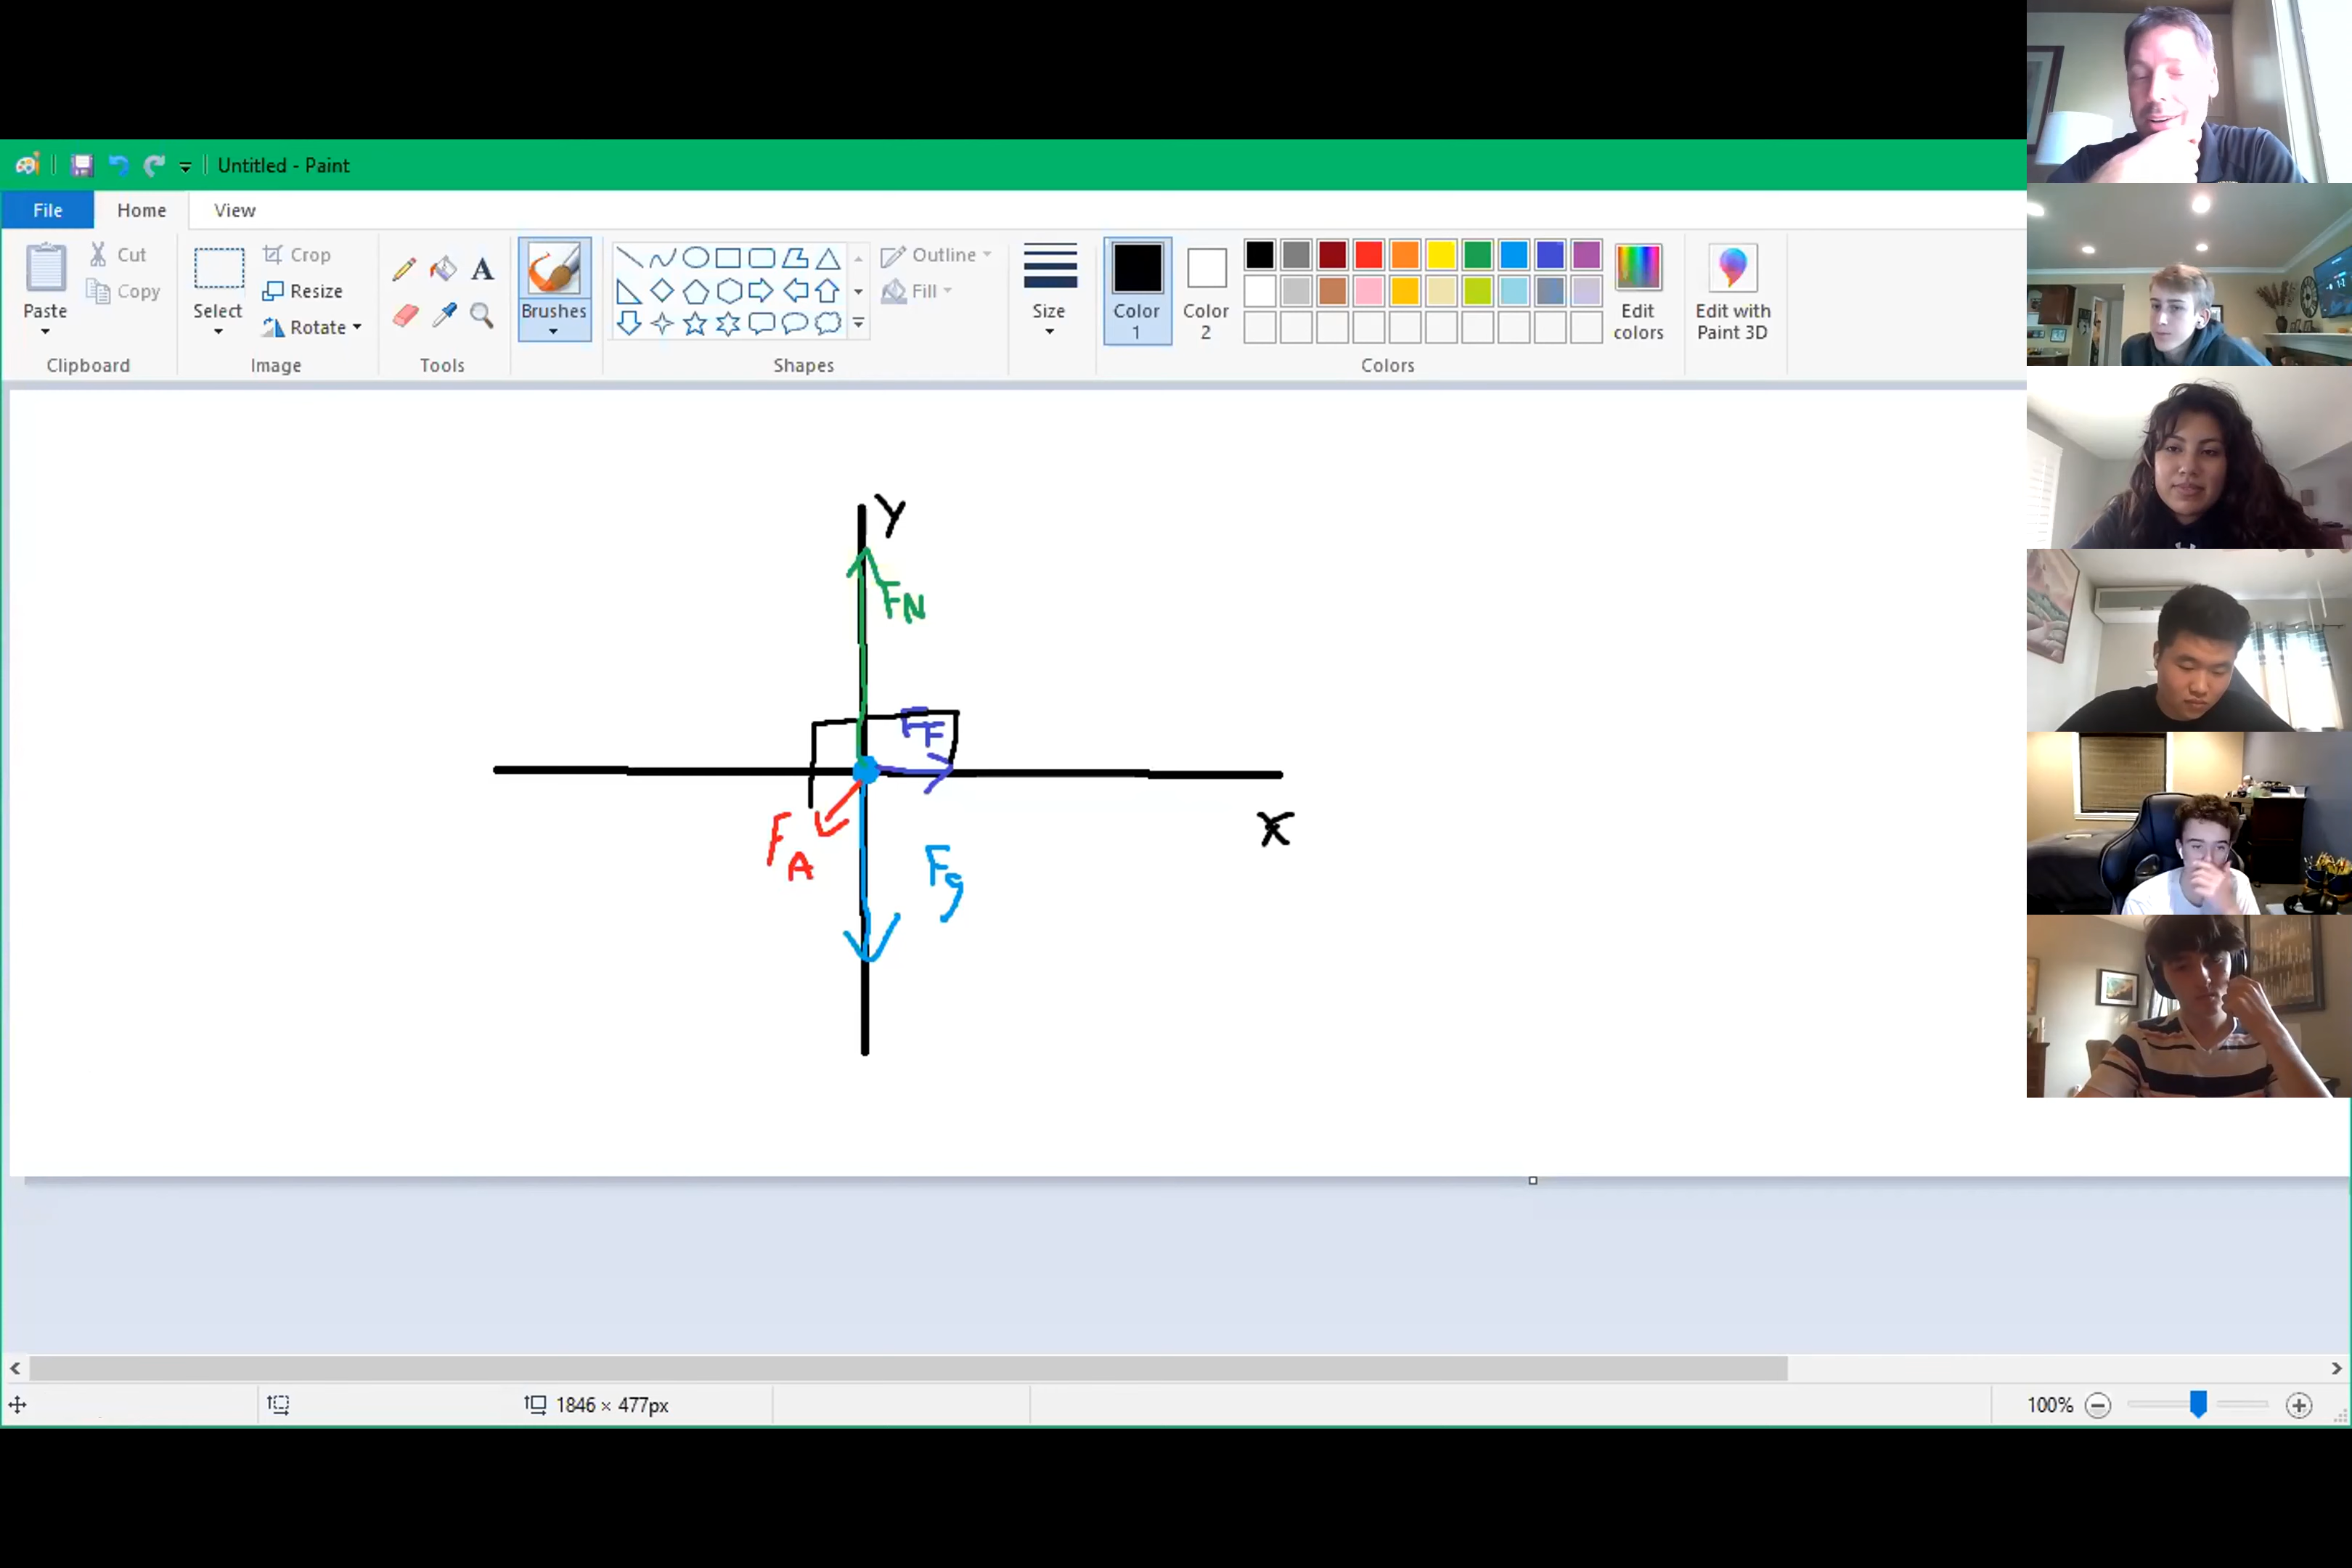 Untitled - Paint
File Home View
Paste
Cut
Copy
Clipboard
Select
Crop
Resize
Rotate
Image
A
Tools
Brushes
Shapes
Outline
Fill
Size
Color 1
Color 2
Colors
Edit colors
Edit with Paint 3D
Y
FN
FF
FA
Fg
X
1846 × 477px
100%